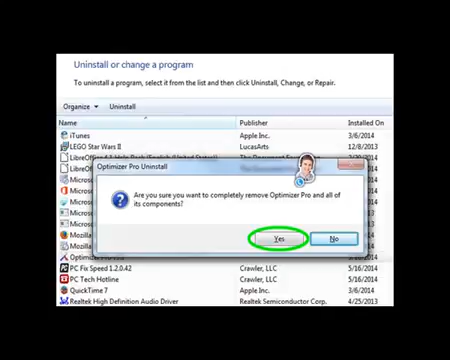 Uninstall or change a program
To uninstall a program, select it from the list and then click Uninstall, Change, or Repair.
Organize Uninstall
Name Publisher Installed On
iTunes Apple Inc. 3/6/2014
LEGO Star Wars II LucasArts 12/8/2013
Optimizer Pro Uninstall
Are you sure you want to completely remove Optimizer Pro and all of
its components?
Yes No
PC Fix Speed 1.2.0.42 Crawler, LLC 5/16/2014
PC Tech Hotline Crawler, LLC 5/16/2014
QuickTime 7 Apple Inc. 3/6/2014
Realtek High Definition Audio Driver Realtek Semiconductor Corp. 4/25/2013